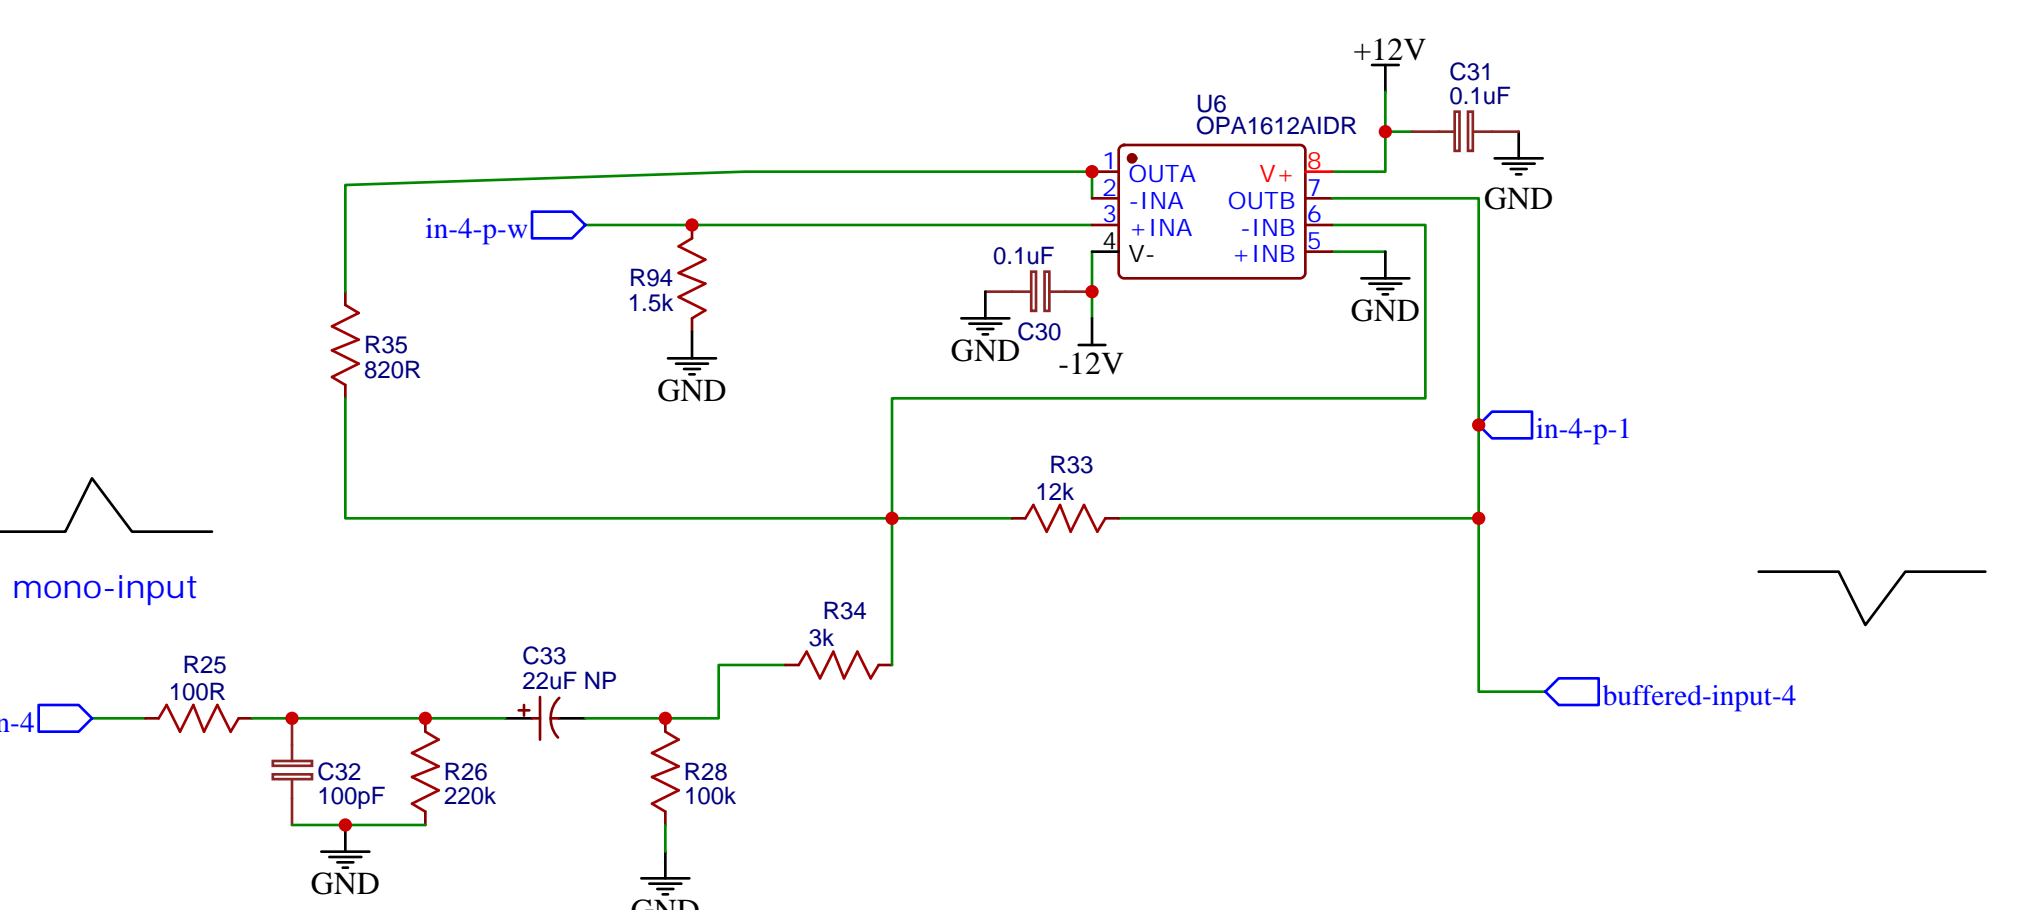 +12V
C31
0.1uF
U6
OPA1612AIDR
1
OUTA
V+
8
2
-INA
OUTB
7
GND
3
+INA
-INB
6
4
V-
+INB
5
in-4-p-w
R94
1.5k
GND
0.1uF
C30
GND
-12V
GND
R35
820R
in-4-p-1
R33
12k
mono-input
R34
3k
C33
22uF NP
+
R25
100R
n-4
buffered-input-4
C32
100pF
R26
220k
R28
100k
GND
GND